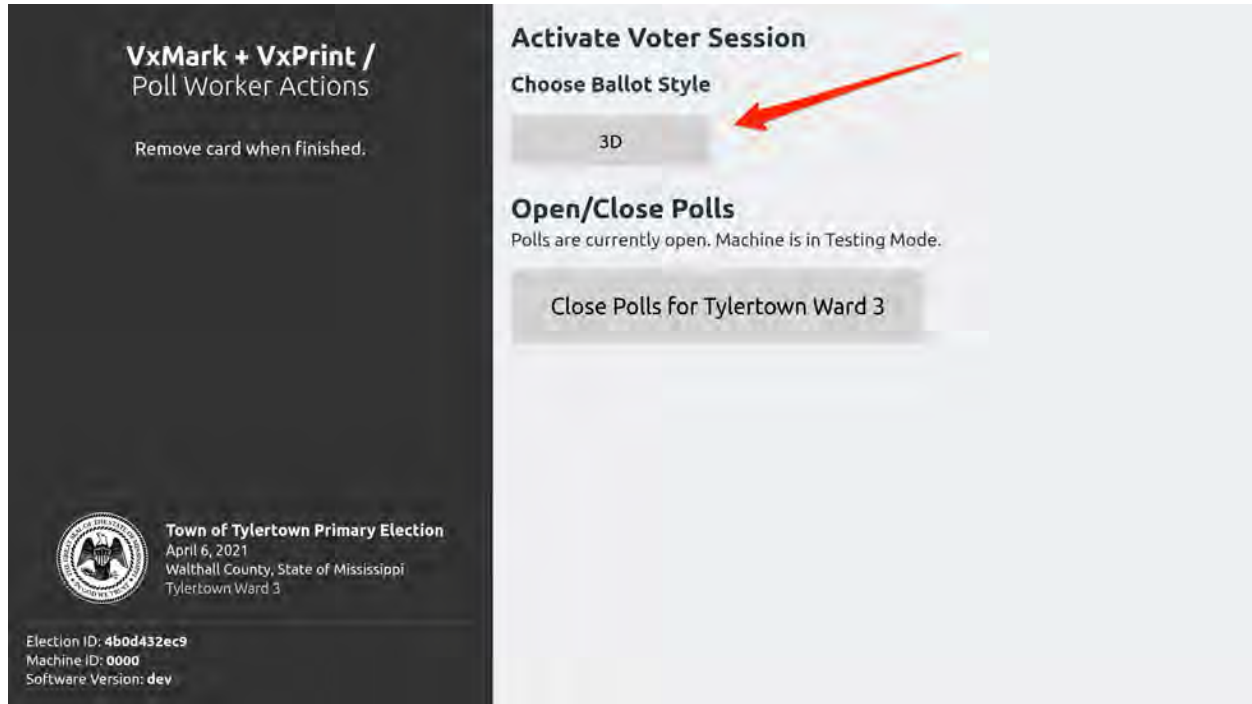 VxMark + VxPrint /
Poll Worker Actions
Remove card when finished.
Town of Tylertown Primary Election
April 6, 2021
Walthall County, State of Mississippi
Tylertown Ward 3
Election ID: 4b0d432ec9
Machine ID: 0000
Software Version: dev
Activate Voter Session
Choose Ballot Style
3D
Open/Close Polls
Polls are currently open. Machine is in Testing Mode.
Close Polls for Tylertown Ward 3